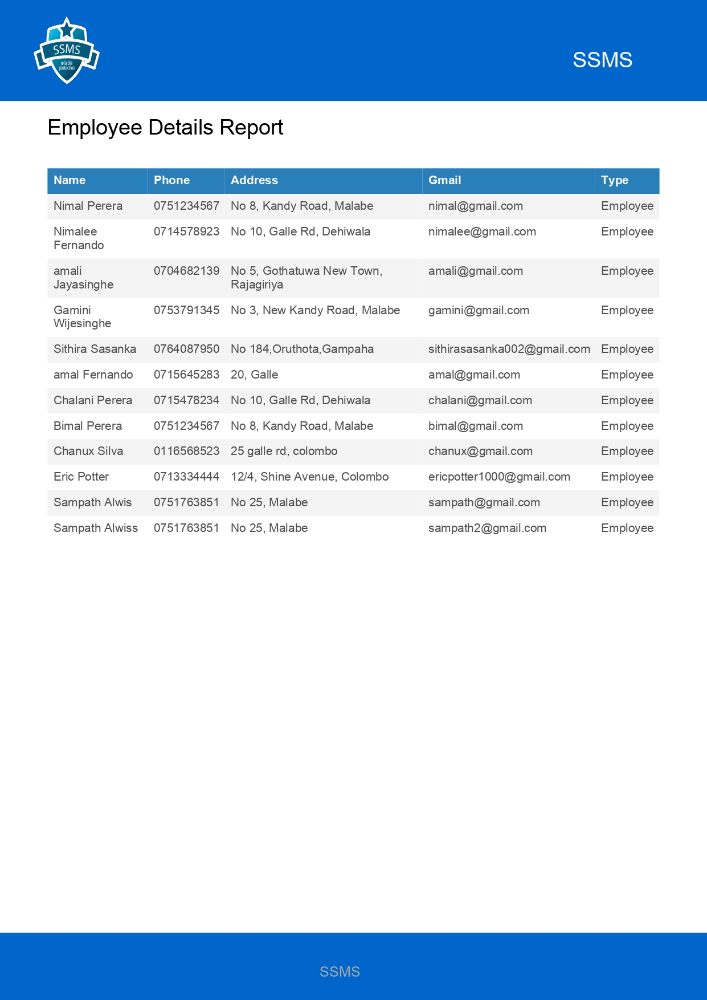 SSMS
reliable
protection
SSMS
Employee Details Report
Name Phone Address Gmail Type
Nimal Perera 0751234567 No 8, Kandy Road, Malabe nimal@gmail.com Employee
Nimalee 0714578923 No 10, Galle Rd, Dehiwala nimalee@gmail.com Employee
Fernando
amali 0704682139 No 5, Gothatuwa New Town, amali@gmail.com Employee
Jayasinghe Rajagiriya
Gamini 0753791345 No 3, New Kandy Road, Malabe gamini@gmail.com Employee
Wijesinghe
Sithira Sasanka 0764087950 No 184,Oruthota,Gampaha sithirasasanka002@gmail.com Employee
amal Fernando 0715645283 20, Galle amal@gmail.com Employee
Chalani Perera 0715478234 No 10, Galle Rd, Dehiwala chalani@gmail.com Employee
Bimal Perera 0751234567 No 8, Kandy Road, Malabe bimal@gmail.com Employee
Chanux Silva 0116568523 25 galle rd, colombo chanux@gmail.com Employee
Eric Potter 0713334444 12/4, Shine Avenue, Colombo ericpotter1000@gmail.com Employee
Sampath Alwis 0751763851 No 25, Malabe sampath@gmail.com Employee
Sampath Alwiss 0751763851 No 25, Malabe sampath2@gmail.com Employee
SSMS